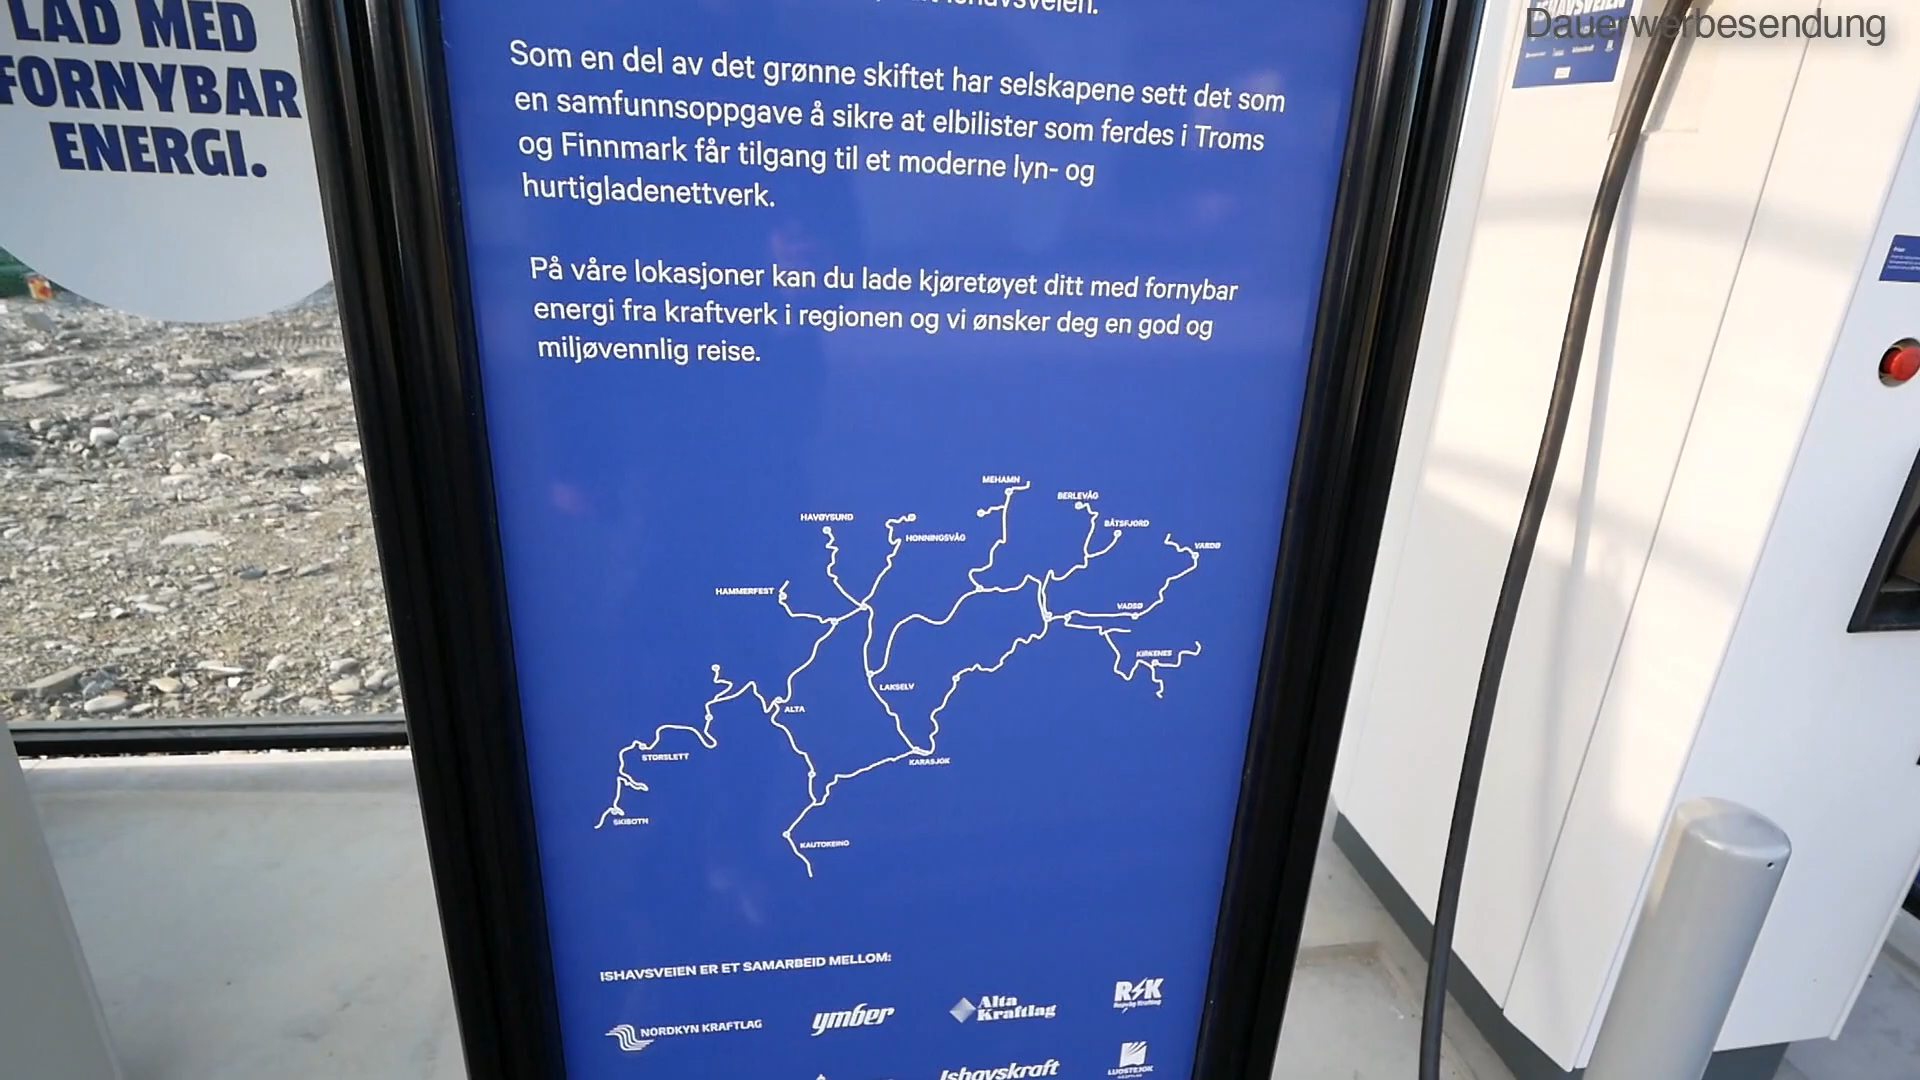 Dauerwerbesendung
LAD MED
FORNYBAR
ENERGI.
Som en del av det grønne skiftet har selskapene sett det som
en samfunnsoppgave å sikre at elbilister som ferdes i Troms
og Finnmark får tilgang til et moderne lyn- og
hurtigladenettverk.
På våre lokasjoner kan du lade kjøretøyet ditt med fornybar
energi fra kraftverk i regionen og vi ønsker deg en god og
miljøvennlig reise.
MEHAMN
BERLEVÅG
HAVØYSUND
BÅTSFJORD
HONNINGSVÅG
VARDØ
HAMMERFEST
VADSØ
KIRKENES
LAKSELV
ALTA
STORSLETT
KARASJOK
SKIBOTN
KAUTOKEINO
ISHAVSVEIEN ER ET SAMARBEID MELLOM:
NORDKYN KRAFTLAG
ymber
Alta
Kraftlag
RSK
Ishavskraft